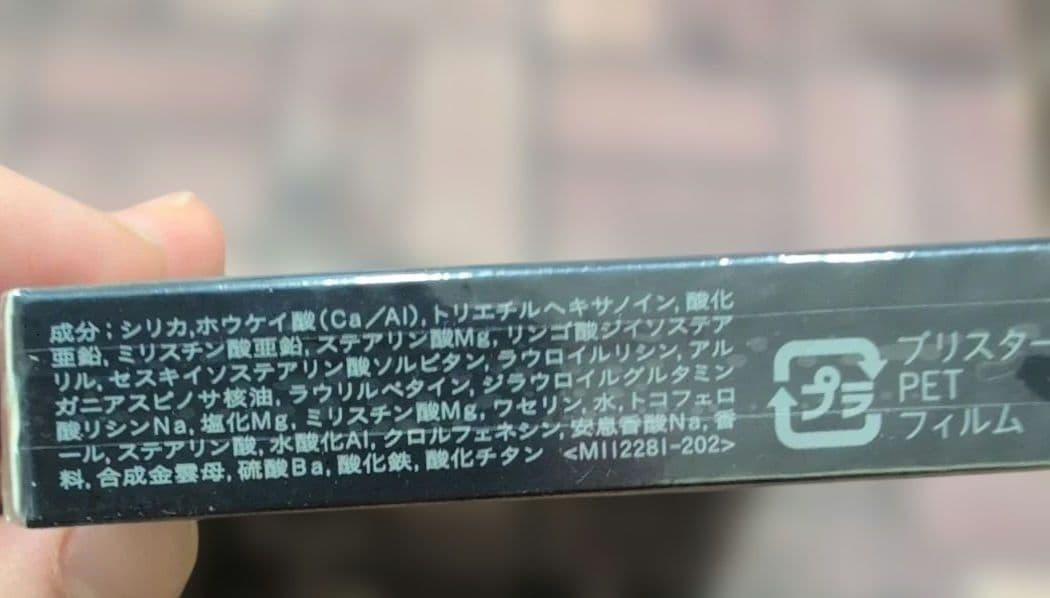 成分：シリカ,ホウケイ酸(Ca/Al),トリエチルヘキサノイン,酸化
亜鉛,ミリスチン酸亜鉛,ステアリン酸Mg,リンゴ酸ジイソステア
リル,セスキイソステアリン酸ソルビタン,ラウロイルリシン,アル
ガニアスピノサ核油,ラウリルベタイン,ジラウロイルグルタミン
酸リシンNa,塩化Mg,ミリスチン酸Mg,ワセリン,水,トコフェロ
ール,ステアリン酸,水酸化Al,クロルフェネシン,安息香酸Na,香
料,合成金雲母,硫酸Ba,酸化鉄,酸化チタン <M112281-202>
プラ
ブリスター
PET
フィルム